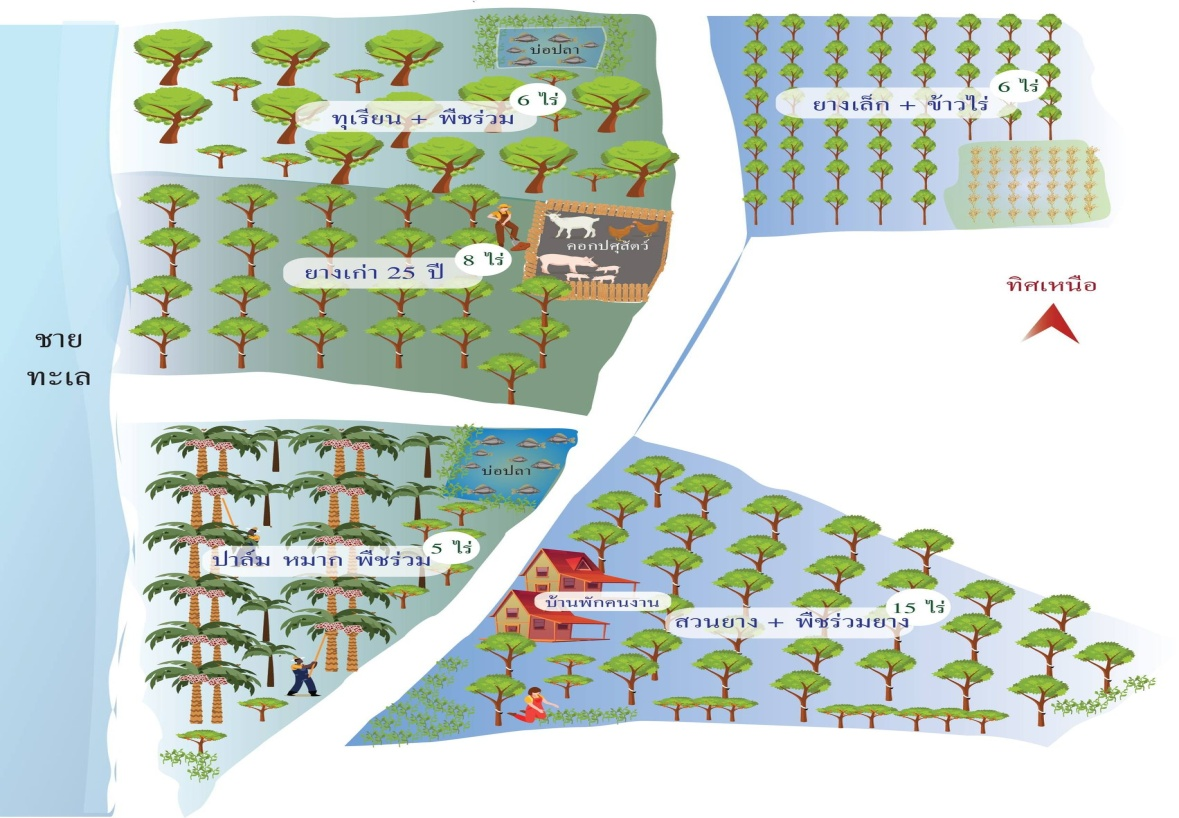 บ่อปลา
6 ไร่
ทุเรียน + พืชร่วม
6 ไร่
ยางเล็ก + ข้าวไร่
คอกปศุสัตว์
8 ไร่
ยางเก่า 25 ปี
ทิศเหนือ
ชาย
ทะเล
บ่อปลา
5 ไร่
ปาล์ม หมาก พืชร่วม
บ้านพักคนงาน
15 ไร่
สวนยาง + พืชร่วมยาง